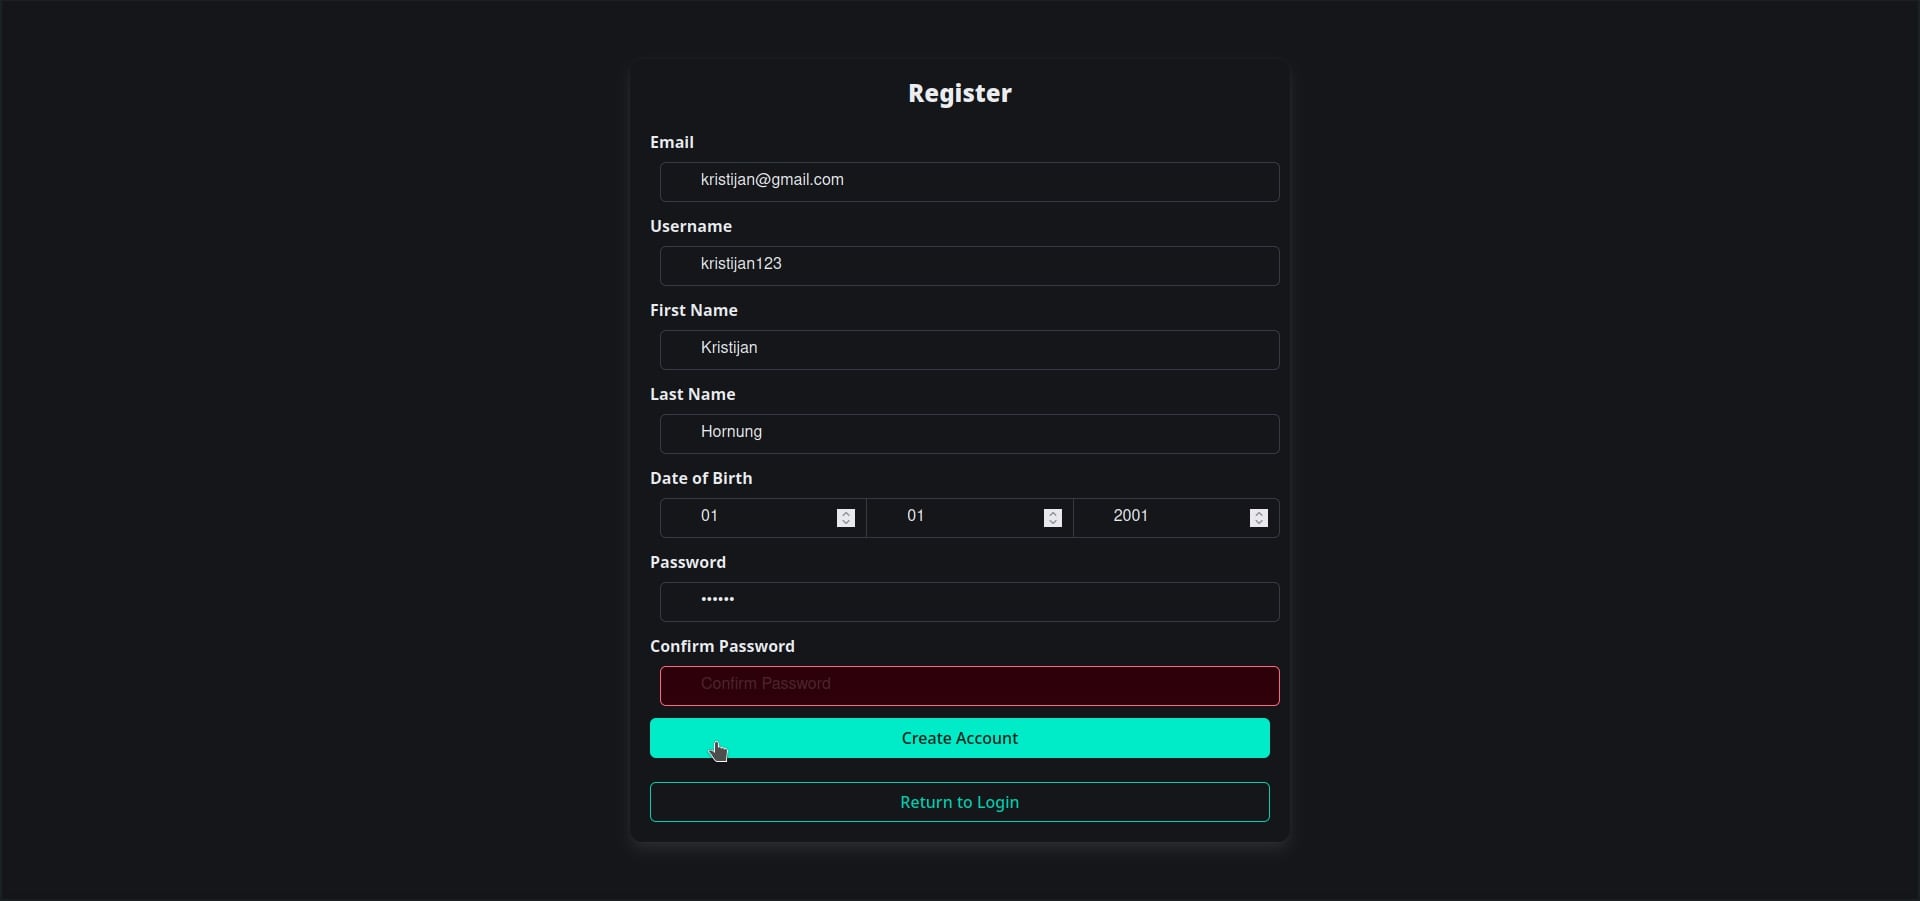 Register
Email
kristijan@gmail.com
Username
kristijan123
First Name
Kristijan
Last Name
Hornung
Date of Birth
01 01 2001
Password
••••••
Confirm Password
Confirm Password
Create Account
Return to Login